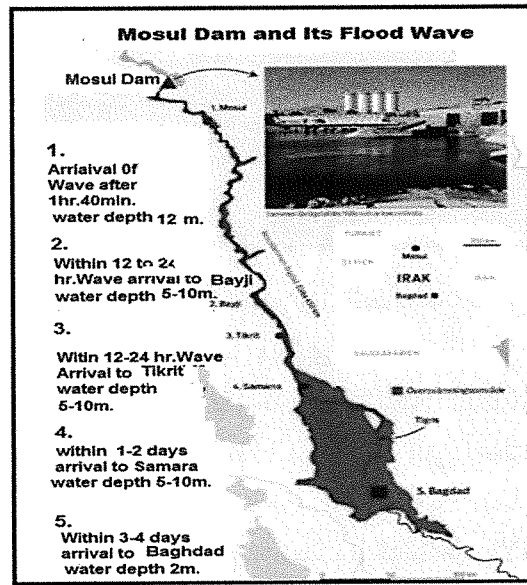 Mosul Dam and Its Flood Wave
Mosul Dam
1. Mosul
1.
Arriaival 0f
Wave after
1hr.40min.
water depth 12 m.
2.
Within 12 to 24
hr.Wave arrival to Bayji
water depth 5-10m.
3.
Witin 12-24 hr.Wave
Arrival to Tikrit
water depth
5-10m.
4.
within 1-2 days
arrival to Samara
water depth 5-10m.
5.
Within 3-4 days
arrival to Baghdad
water depth 2m.
2. Bayji
3. Tikrit
4. Samarra
5. Bagdad
Tigris
Översvämningsområde
Mosul
IRAK
Bagdad